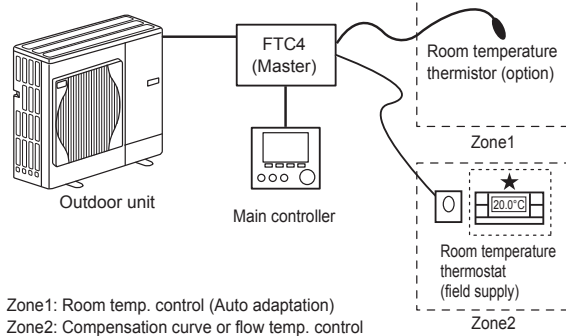 FTC4
(Master)
Room temperature
thermistor (option)
Zone1
Outdoor unit
Main controller
20.0°C
Room temperature
thermostat
(field supply)
Zone2
Zone1: Room temp. control (Auto adaptation)
Zone2: Compensation curve or flow temp. control